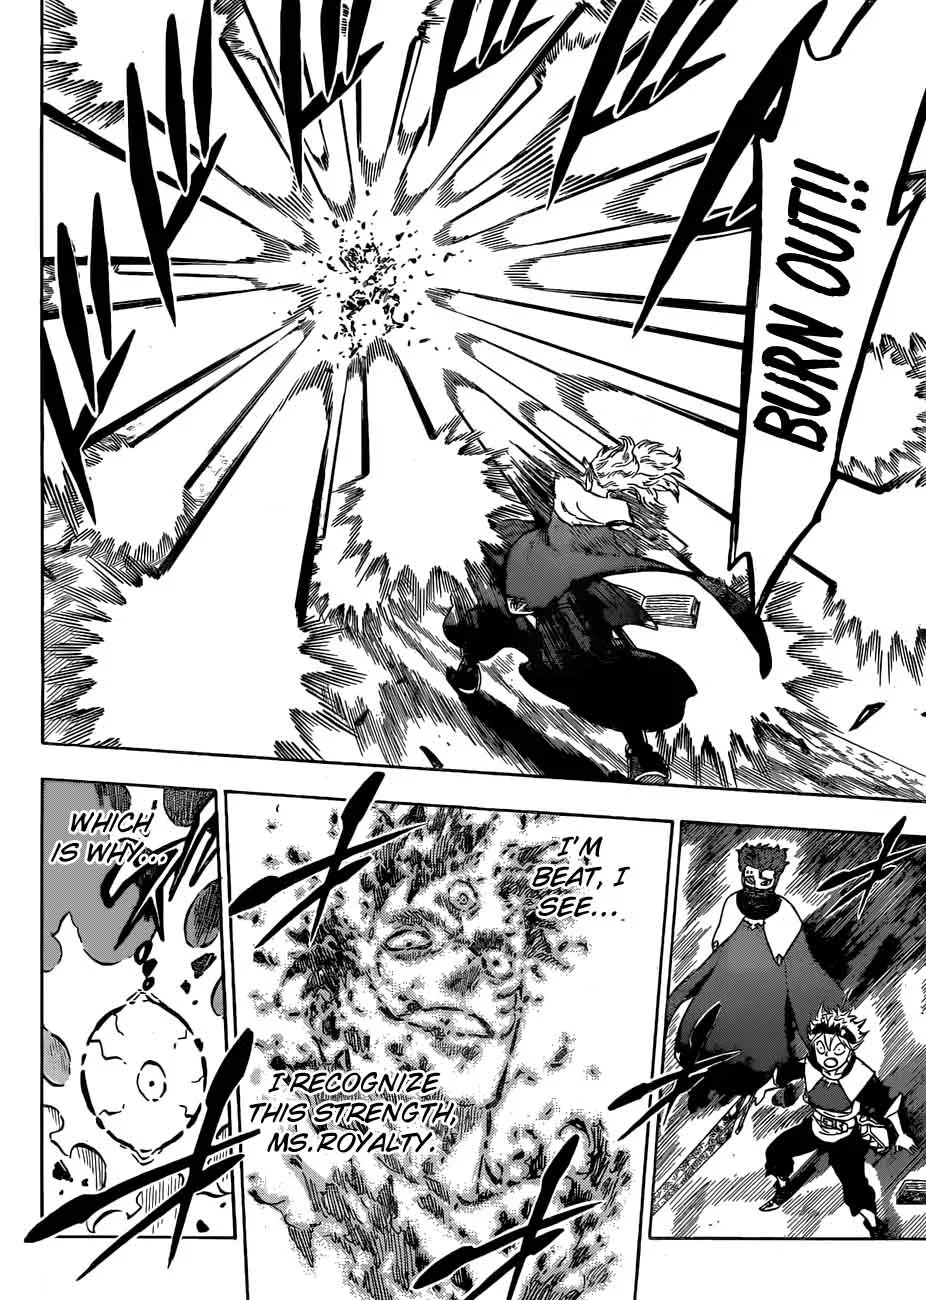 BURN OUT!!
I'M
BEAT, I
SEE...
I RECOGNIZE
THIS STRENGTH,
MS. ROYALTY.
WHICH
IS WHY...